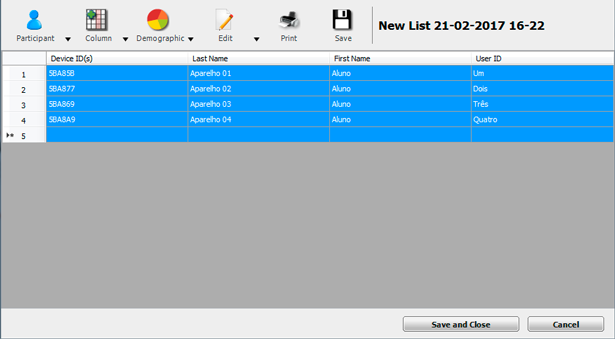 Participant Column Demographic Edit Print Save New List 21-02-2017 16-22
Device ID(s) Last Name First Name User ID
1 5BA85B Aparelho 01 Aluno Um
2 5BA877 Aparelho 02 Aluno Dois
3 5BA869 Aparelho 03 Aluno Três
4 5BA8A9 Aparelho 04 Aluno Quatro
5
Save and Close Cancel